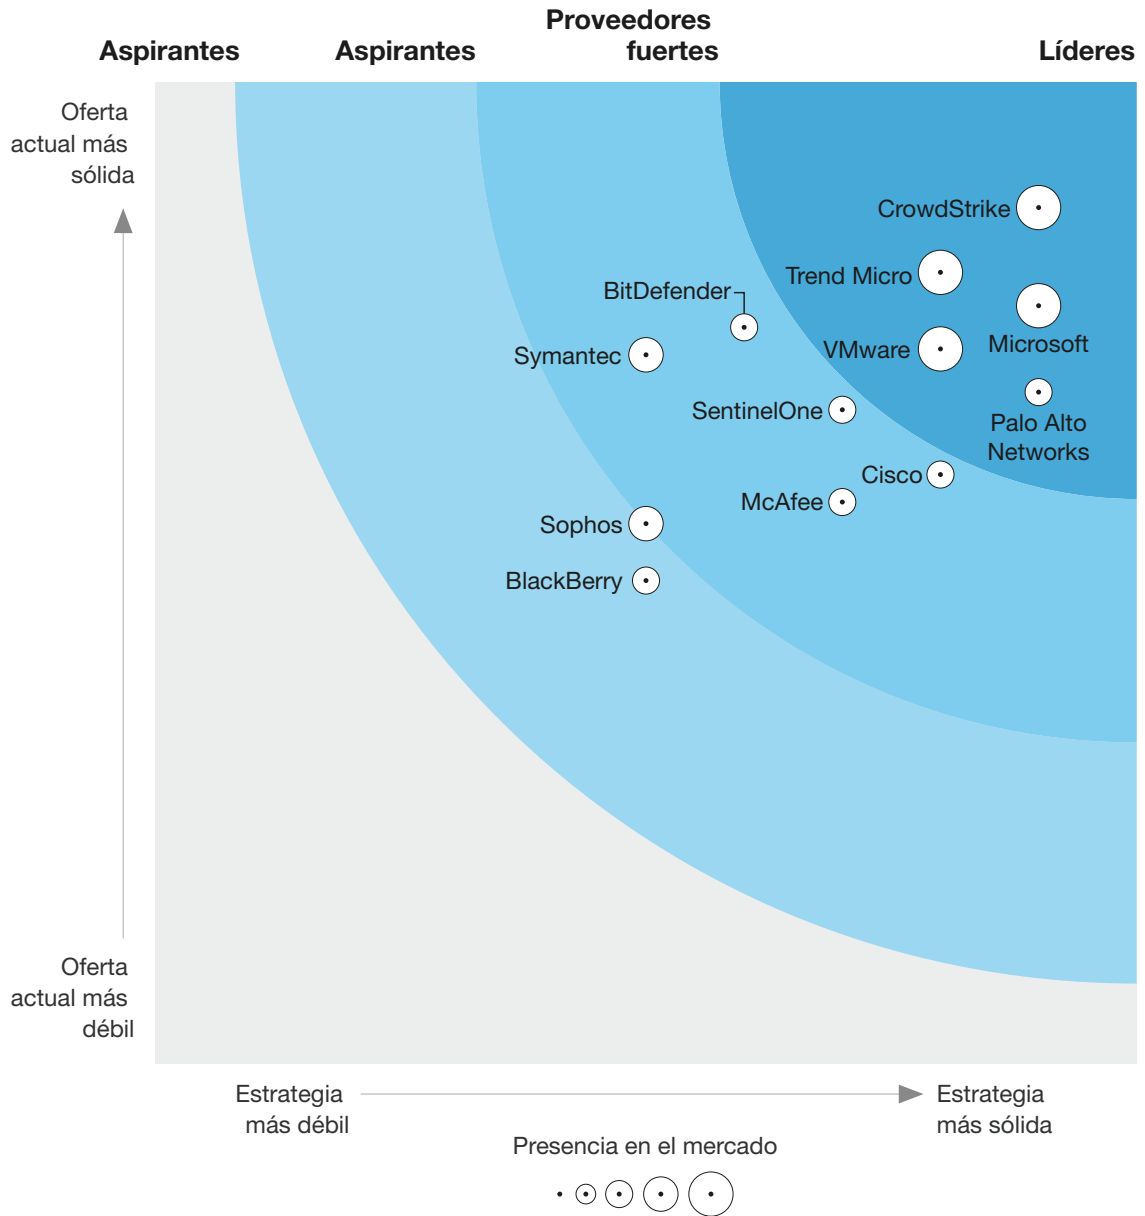 Aspirantes
Aspirantes
Proveedores
fuertes
Líderes
Oferta
actual más
sólida
CrowdStrike
Trend Micro
BitDefender
Microsoft
VMware
Symantec
SentinelOne
Palo Alto
Networks
Cisco
McAfee
Sophos
BlackBerry
Oferta
actual más
débil
Estrategia
más débil
Estrategia
más sólida
Presencia en el mercado